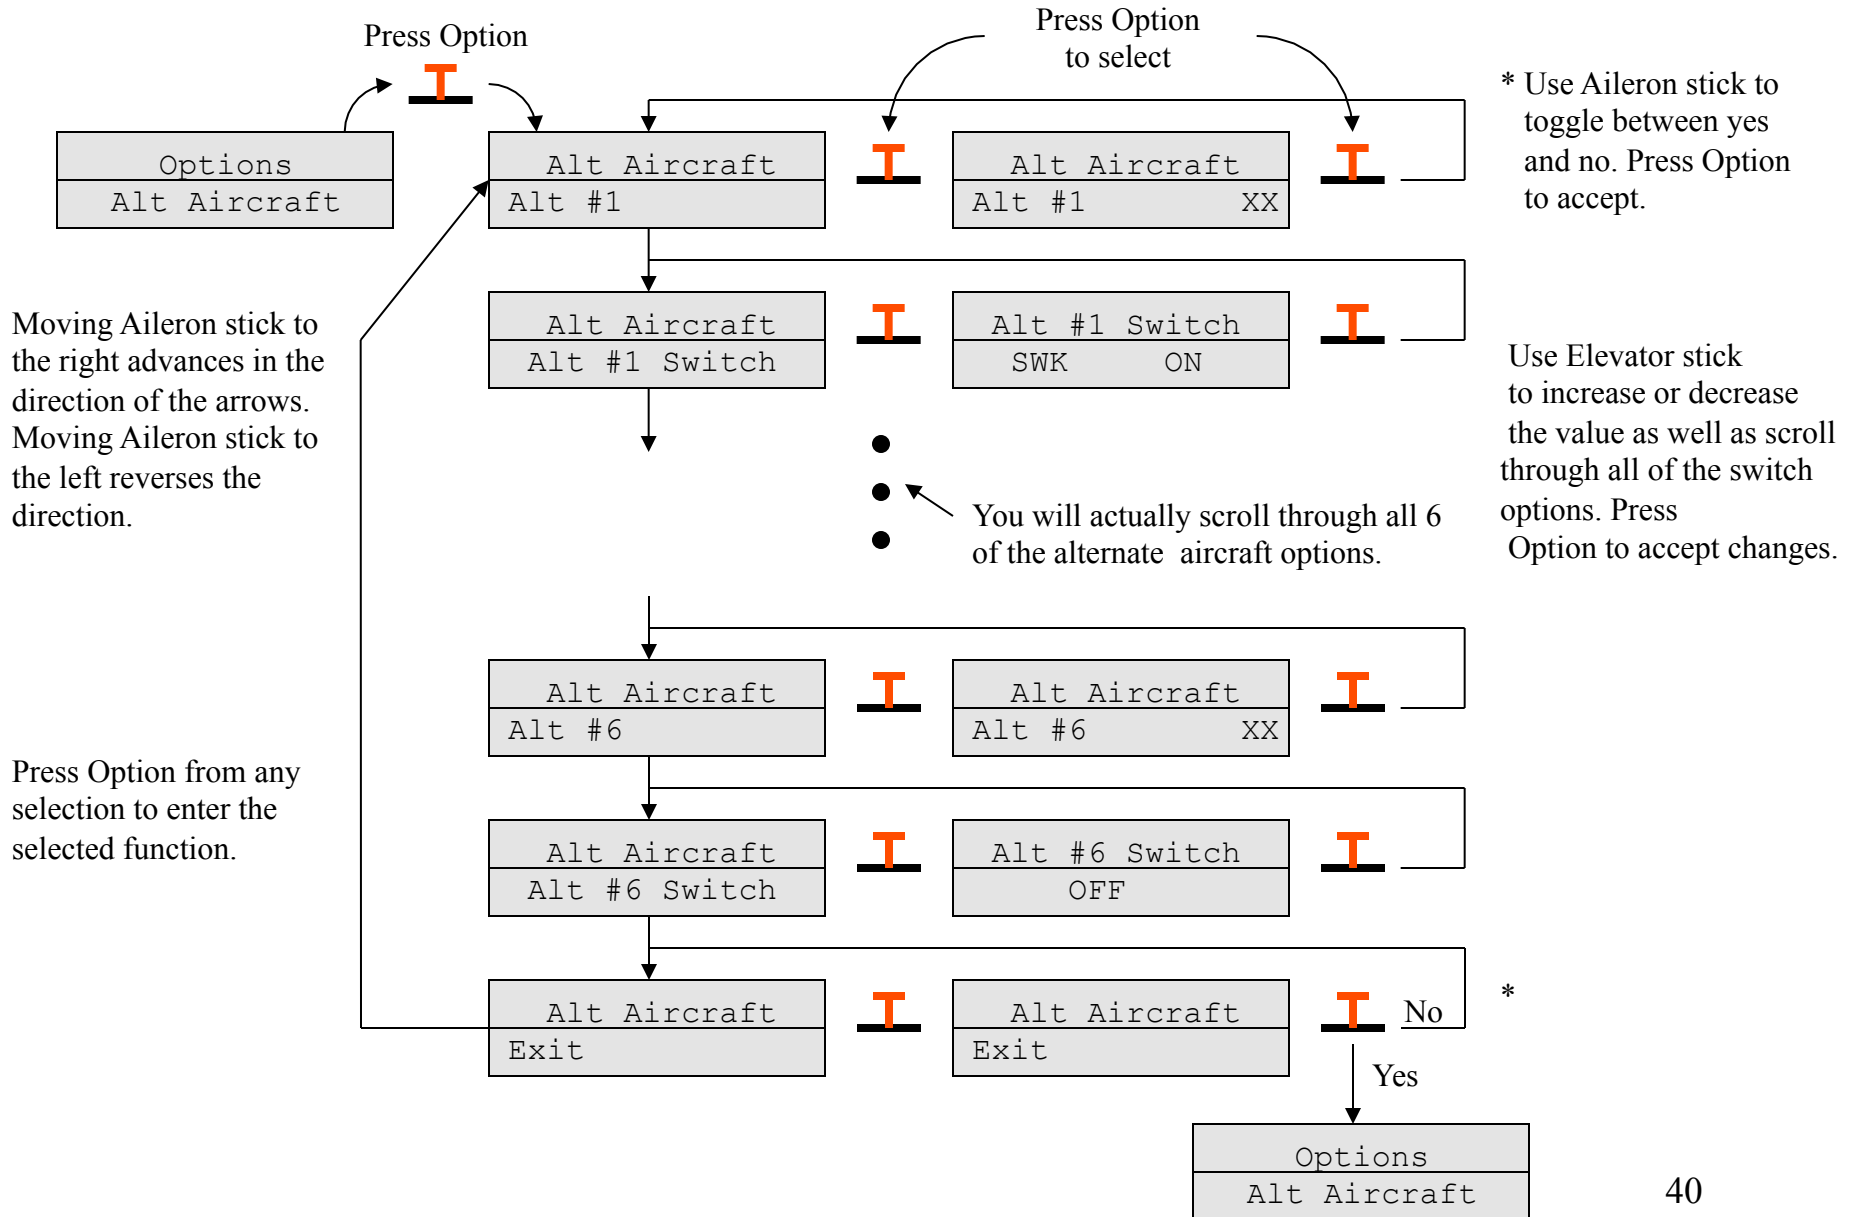 Press Option
Press Option
to select
* Use Aileron stick to
toggle between yes
and no. Press Option
to accept.
Options
Alt Aircraft
Alt Aircraft
Alt #1
Alt Aircraft
Alt #1 XX
Moving Aileron stick to
the right advances in the
direction of the arrows.
Moving Aileron stick to
the left reverses the
direction.
Alt Aircraft
Alt #1 Switch
Alt #1 Switch
SWK ON
Use Elevator stick
to increase or decrease
the value as well as scroll
through all of the switch
options. Press
Option to accept changes.
You will actually scroll through all 6
of the alternate aircraft options.
Alt Aircraft
Alt #6
Alt Aircraft
Alt #6 XX
Press Option from any
selection to enter the
selected function.
Alt Aircraft
Alt #6 Switch
Alt #6 Switch
OFF
Alt Aircraft
Exit
Alt Aircraft
Exit
No
*
Yes
Options
Alt Aircraft
40